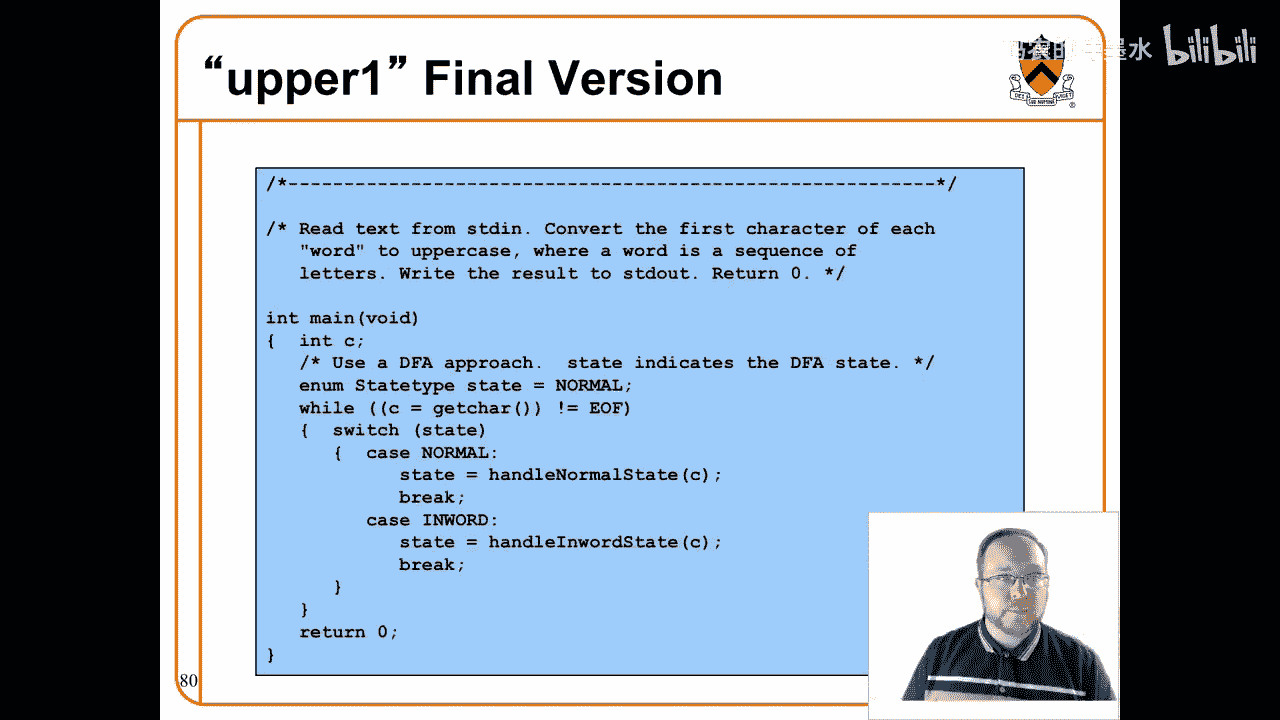 “upper1” Final Version
水 bilibili
/*----------------------------------------------------------*/
/* Read text from stdin. Convert the first character of each
   "word" to uppercase, where a word is a sequence of
   letters. Write the result to stdout. Return 0. */
int main(void)
{  int c;
   /* Use a DFA approach.  state indicates the DFA state. */
   enum Statetype state = NORMAL;
   while ((c = getchar()) != EOF)
   {  switch (state)
      {  case NORMAL:
            state = handleNormalState(c);
            break;
         case INWORD:
            state = handleInwordState(c);
            break;
      }
   }
   return 0;
}
80